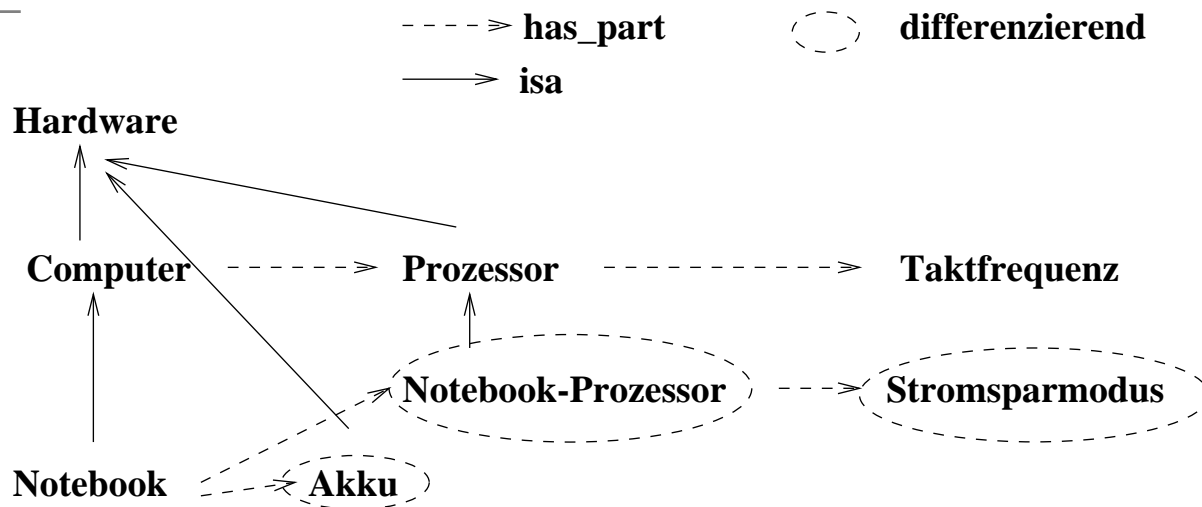 has_part differenzierend
isa
Hardware
Computer Prozessor Taktfrequenz
Notebook-Prozessor Stromsparmodus
Notebook Akku